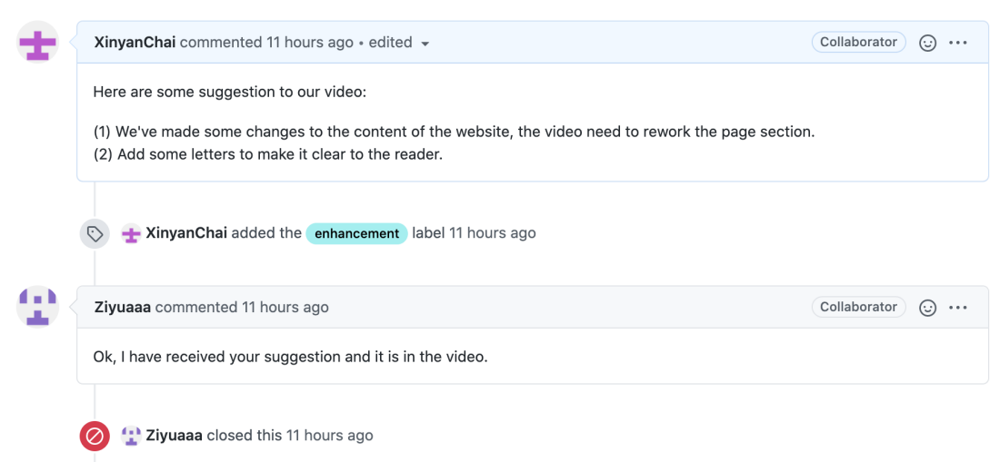 XinyanChai commented 11 hours ago • edited
Collaborator
Here are some suggestion to our video:
(1) We've made some changes to the content of the website, the video need to rework the page section.
(2) Add some letters to make it clear to the reader.
XinyanChai added the enhancement label 11 hours ago
Ziyuaaa commented 11 hours ago
Collaborator
Ok, I have received your suggestion and it is in the video.
Ziyuaaa closed this 11 hours ago